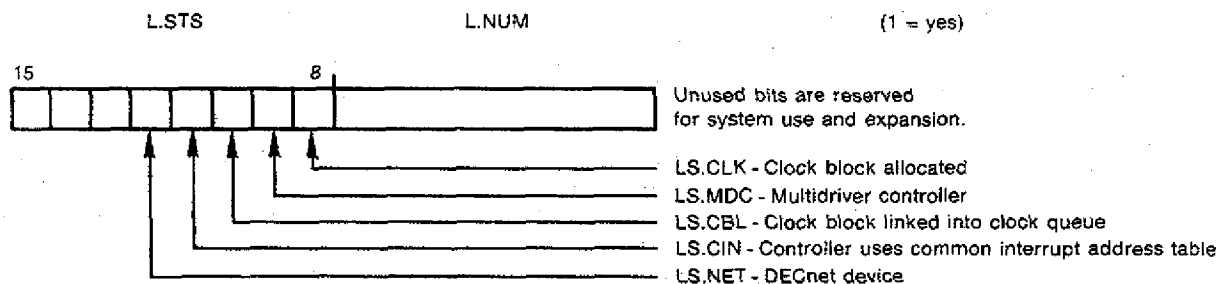 L.STS L.NUM (1 = yes)
15 8
Unused bits are reserved
for system use and expansion.
LS.CLK - Clock block allocated
LS.MDC - Multidriver controller
LS.CBL - Clock block linked into clock queue
LS.CIN - Controller uses common interrupt address table
LS.NET - DECnet device